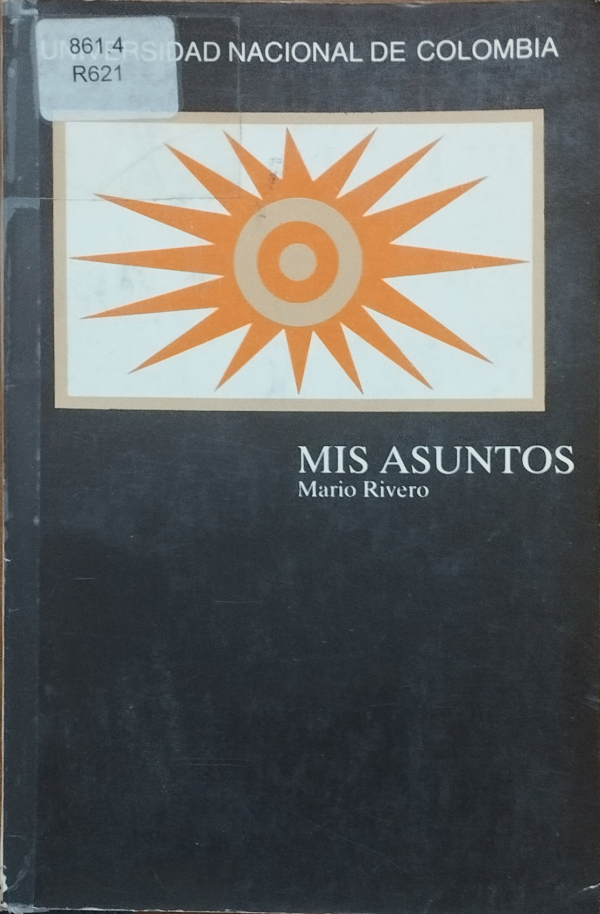 861.4
R621
UNIVERSIDAD NACIONAL DE COLOMBIA
MIS ASUNTOS
Mario Rivero